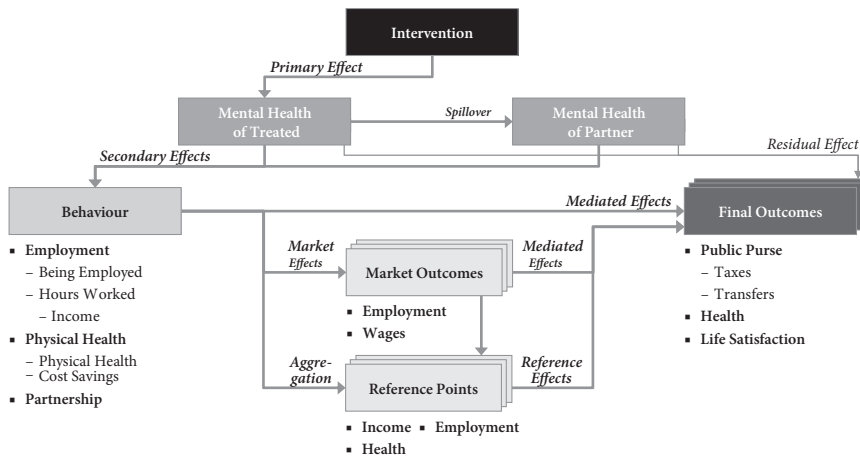 Intervention
Primary Effect
Mental Health
of Treated
Spillover
Mental Health
of Partner
Residual Effect
Secondary Effects
Behaviour
Mediated Effects
Final Outcomes
▪ Employment
– Being Employed
– Hours Worked
– Income
▪ Physical Health
– Physical Health
– Cost Savings
▪ Partnership
Market
Effects
Market Outcomes
Mediated
Effects
▪ Employment
▪ Wages
Aggre-
gation
Reference Points
Reference
Effects
▪ Income ▪ Employment
▪ Health
▪ Public Purse
– Taxes
– Transfers
▪ Health
▪ Life Satisfaction